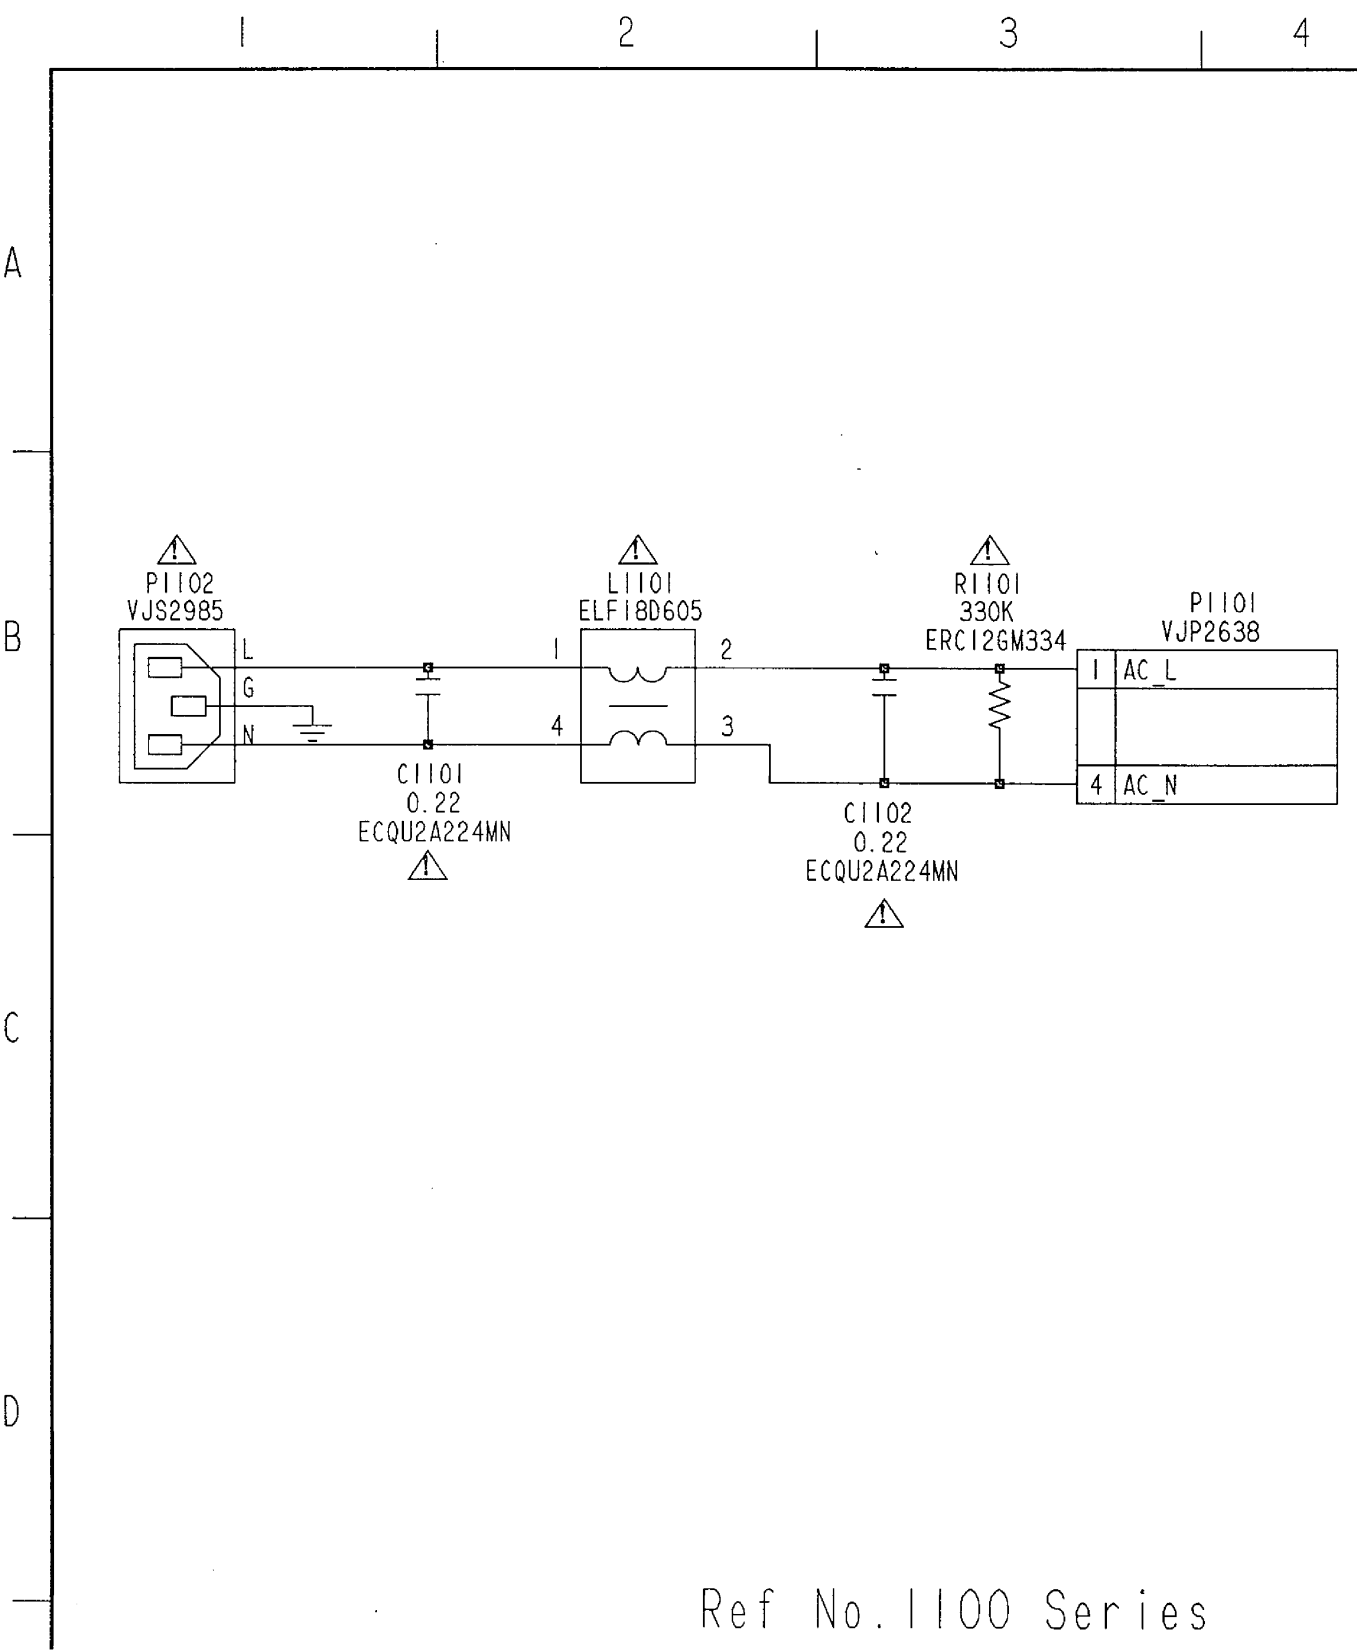 1 2 3 4
A
B
C
D
P1102
VJS2985
L
G
N
C1101
0.22
ECQU2A224MN
L1101
ELF18D605
1 2
4 3
C1102
0.22
ECQU2A224MN
R1101
330K
ERC12GM334
P1101
VJP2638
1 AC_L
4 AC_N
Ref No.1100 Series